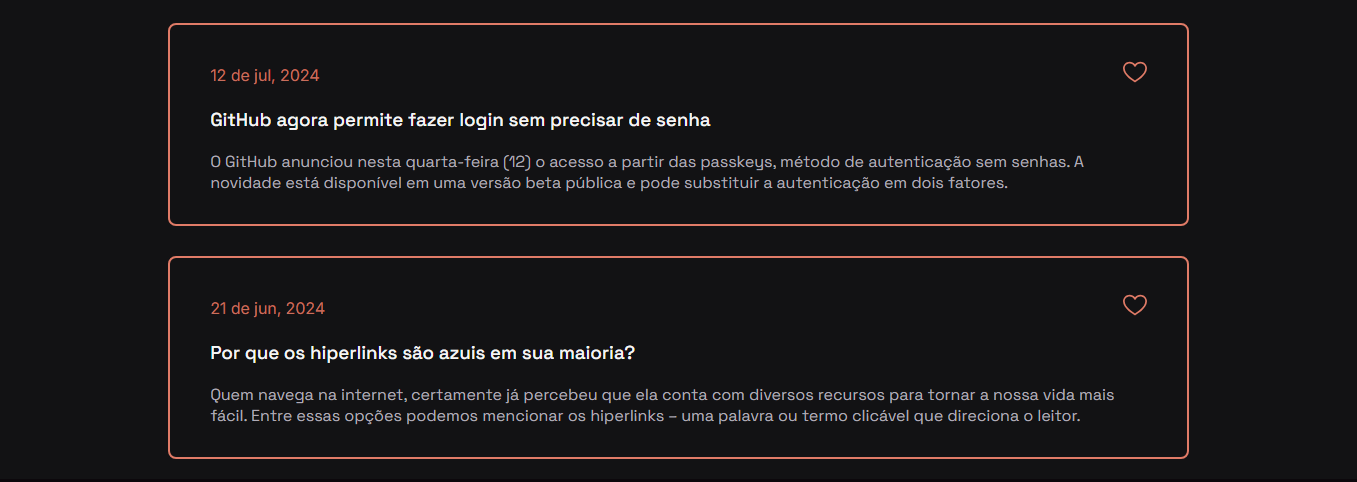 12 de jul, 2024
GitHub agora permite fazer login sem precisar de senha
O GitHub anunciou nesta quarta-feira (12) o acesso a partir das passkeys, método de autenticação sem senhas. A
novidade está disponível em uma versão beta pública e pode substituir a autenticação em dois fatores.
21 de jun, 2024
Por que os hiperlinks são azuis em sua maioria?
Quem navega na internet, certamente já percebeu que ela conta com diversos recursos para tornar a nossa vida mais
fácil. Entre essas opções podemos mencionar os hiperlinks – uma palavra ou termo clicável que direciona o leitor.